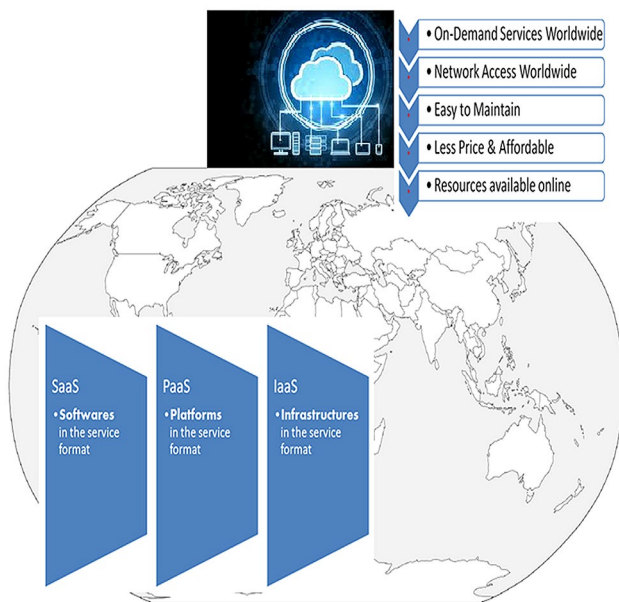 • On-Demand Services Worldwide
• Network Access Worldwide
• Easy to Maintain
• Less Price & Affordable
• Resources available online
SaaS
• Softwares
in the service
format
PaaS
• Platforms
in the service
format
IaaS
• Infrastructures
in the service
format